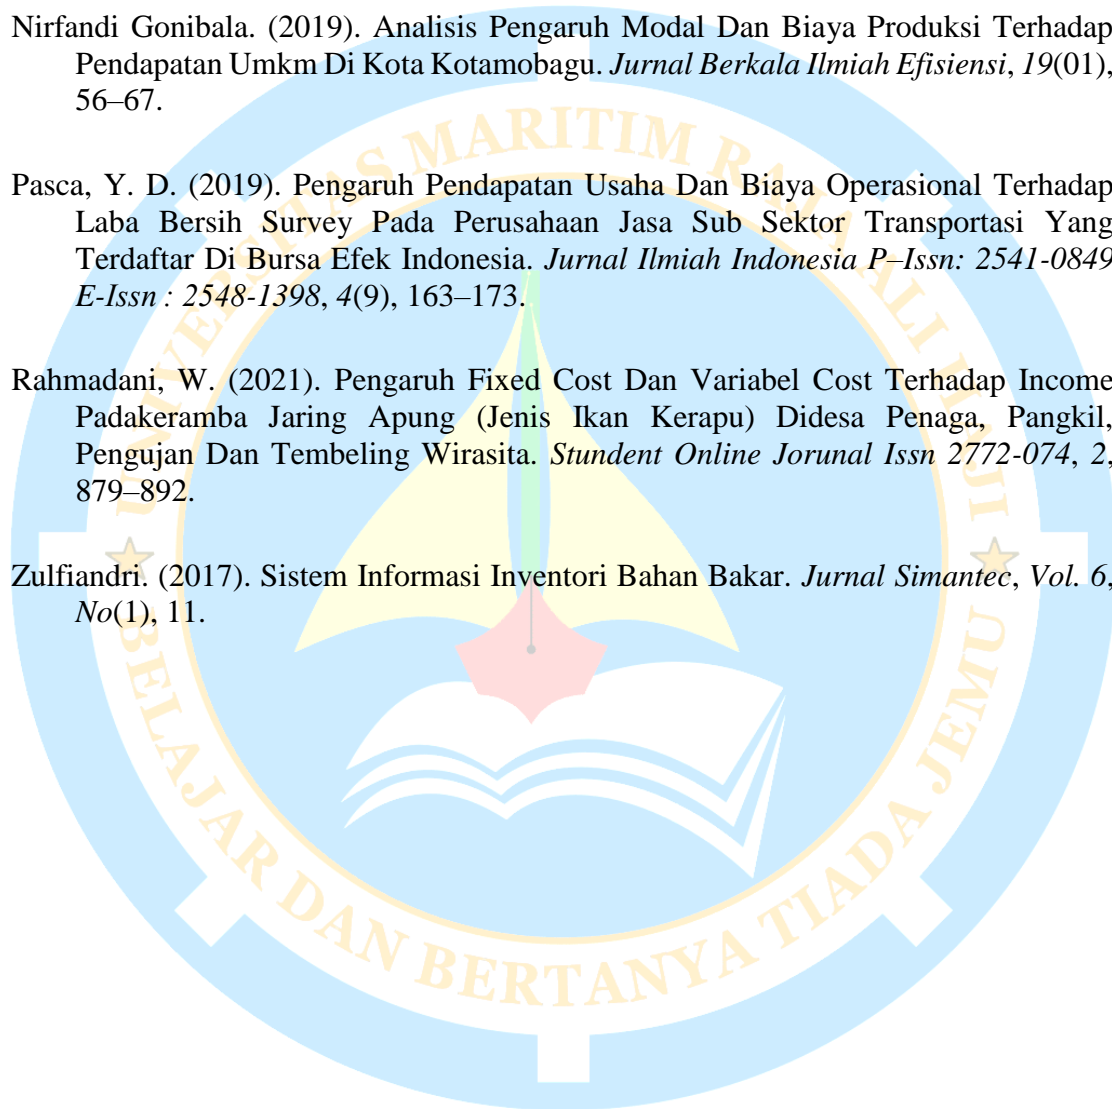 Nirfandi Gonibala. (2019). Analisis Pengaruh Modal Dan Biaya Produksi Terhadap
Pendapatan Umkm Di Kota Kotamobagu. Jurnal Berkala Ilmiah Efisiensi, 19(01),
56–67.
Pasca, Y. D. (2019). Pengaruh Pendapatan Usaha Dan Biaya Operasional Terhadap
Laba Bersih Survey Pada Perusahaan Jasa Sub Sektor Transportasi Yang
Terdaftar Di Bursa Efek Indonesia. Jurnal Ilmiah Indonesia P–Issn: 2541-0849
E-Issn : 2548-1398, 4(9), 163–173.
Rahmadani, W. (2021). Pengaruh Fixed Cost Dan Variabel Cost Terhadap Income
Padakeramba Jaring Apung (Jenis Ikan Kerapu) Didesa Penaga, Pangkil,
Pengujan Dan Tembeling Wirasita. Stundent Online Jorunal Issn 2772-074, 2,
879–892.
Zulfiandri. (2017). Sistem Informasi Inventori Bahan Bakar. Jurnal Simantec, Vol. 6,
No(1), 11.
UNIVERSITAS MARITIM RAJA ALI HAJI
BELAJAR DAN BERTANYA TIADA JEMU